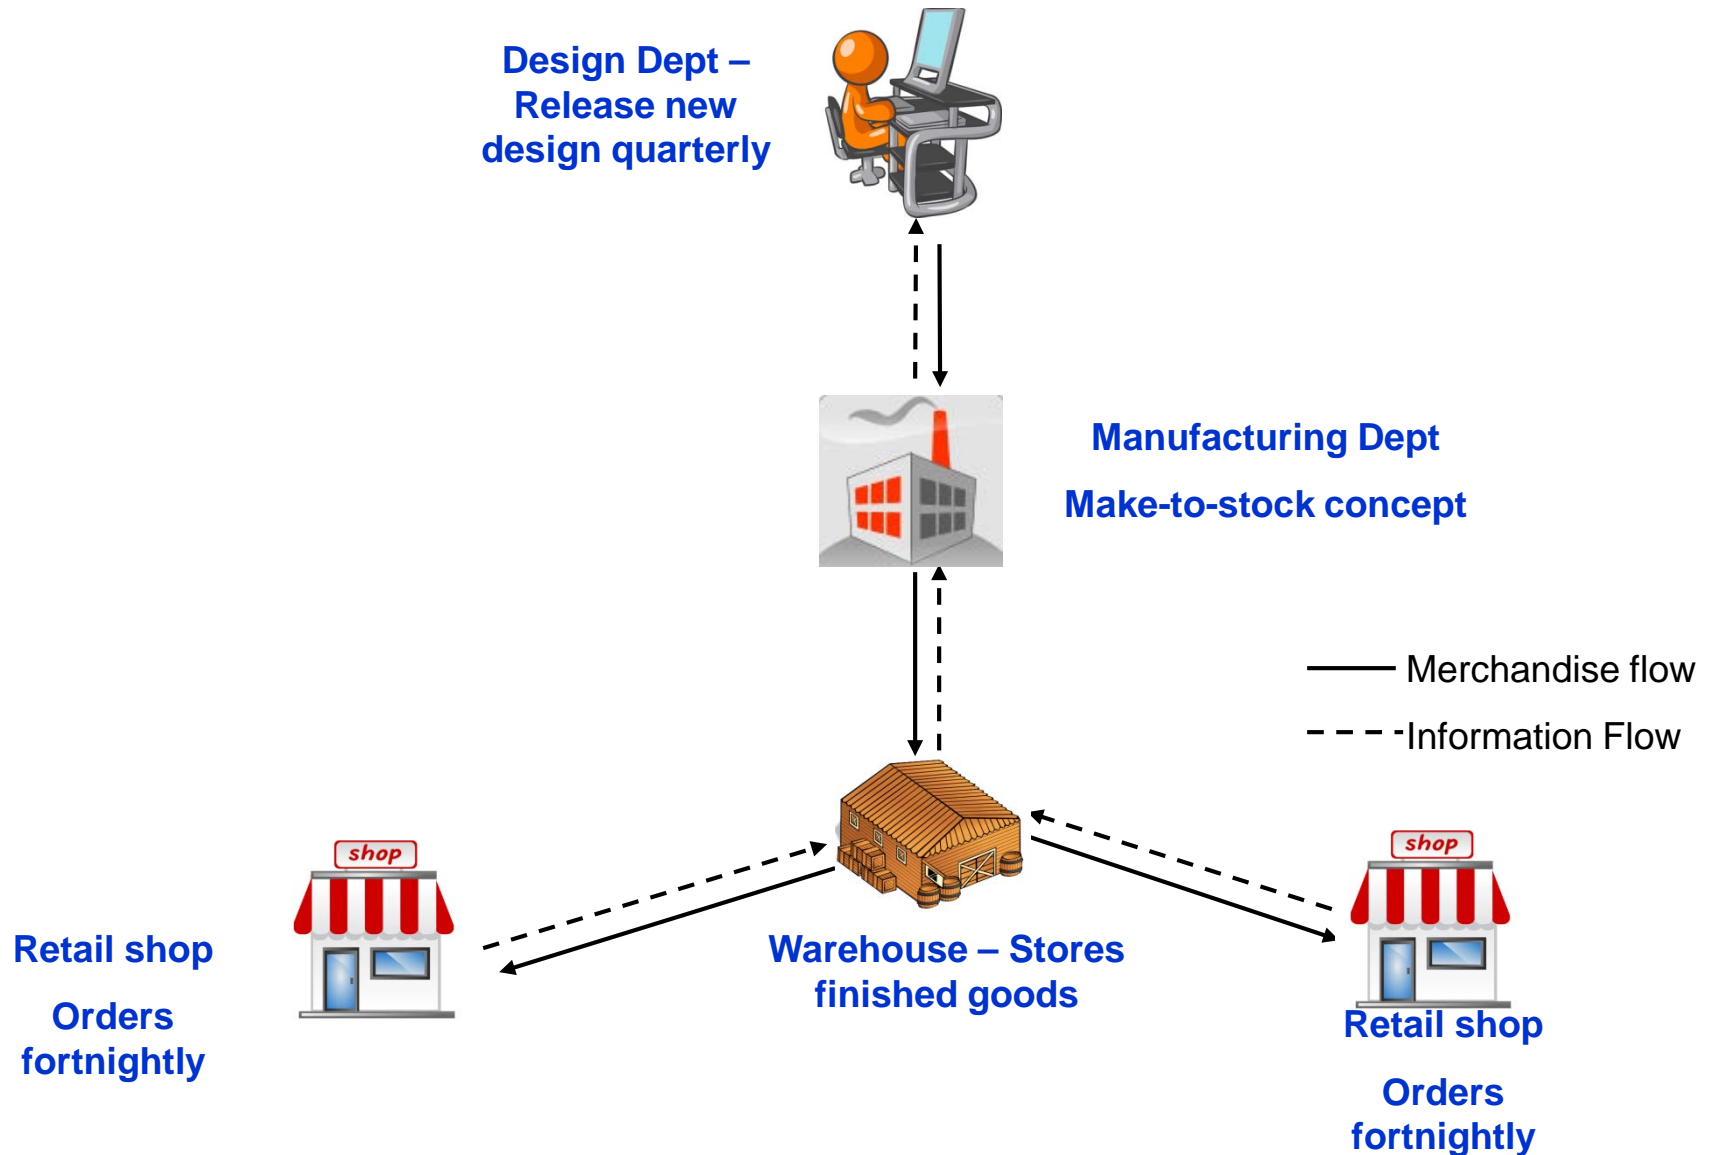 Design Dept –
Release new
design quarterly
Manufacturing Dept
Make-to-stock concept
Merchandise flow
Information Flow
shop
Retail shop
Orders
fortnightly
Warehouse – Stores
finished goods
shop
Retail shop
Orders
fortnightly